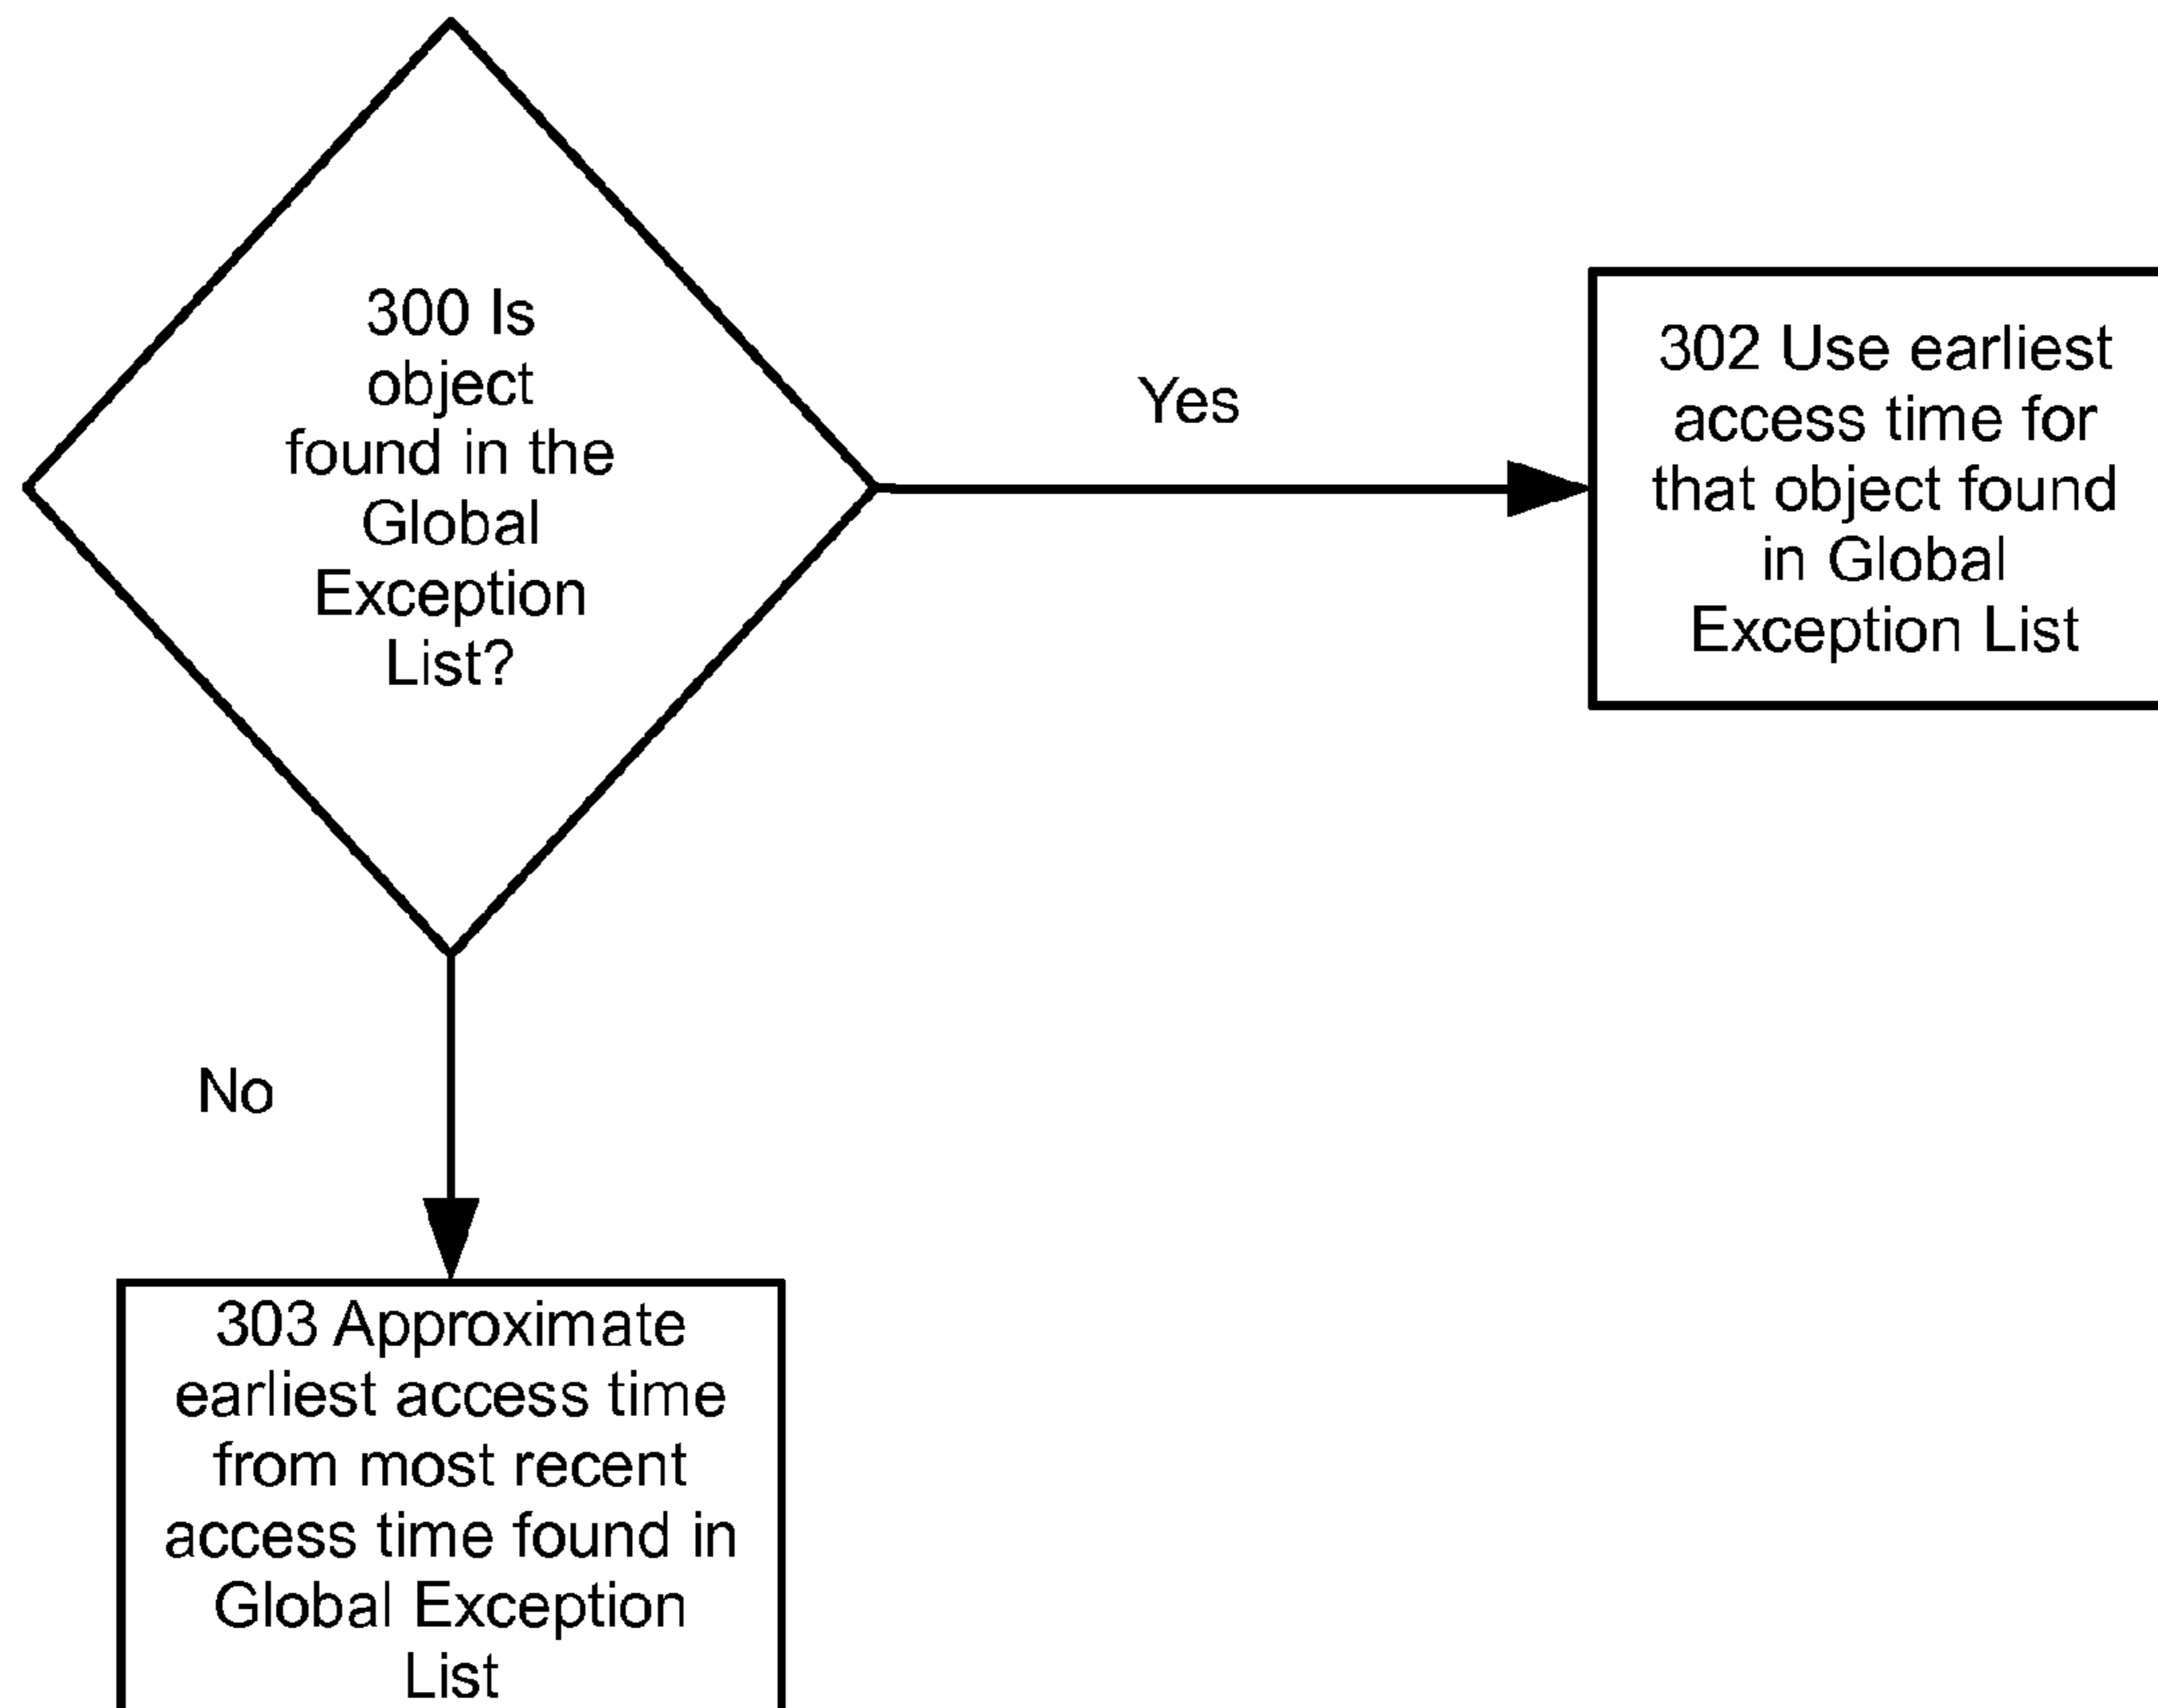 300 Is
object
found in the
Global
Exception
List?
Yes
302 Use earliest
access time for
that object found
in Global
Exception List
No
303 Approximate
earliest access time
from most recent
access time found in
Global Exception
List